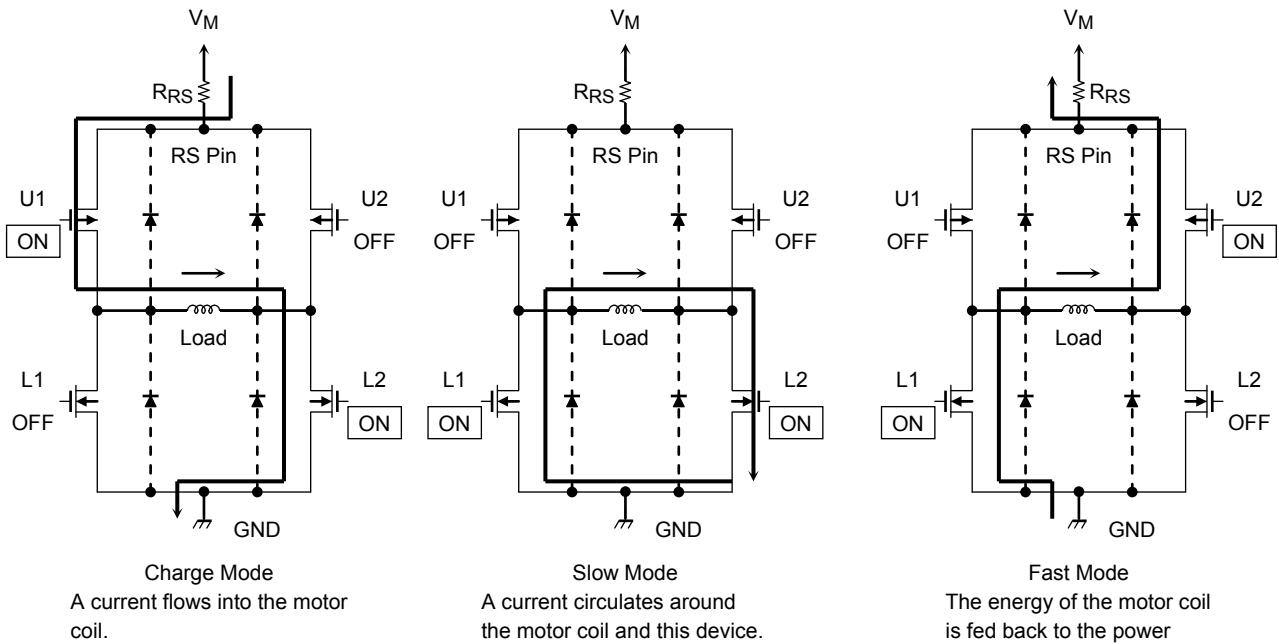 VM
RRS
RS Pin
U1
ON
U2
OFF
Load
L1
OFF
L2
ON
GND
Charge Mode
A current flows into the motor
coil.
VM
RRS
U1
OFF
U2
OFF
Load
L1
ON
L2
ON
GND
Slow Mode
A current circulates around
the motor coil and this device.
VM
RRS
RS Pin
U1
OFF
U2
ON
Load
L1
ON
L2
OFF
GND
Fast Mode
The energy of the motor coil
is fed back to the power